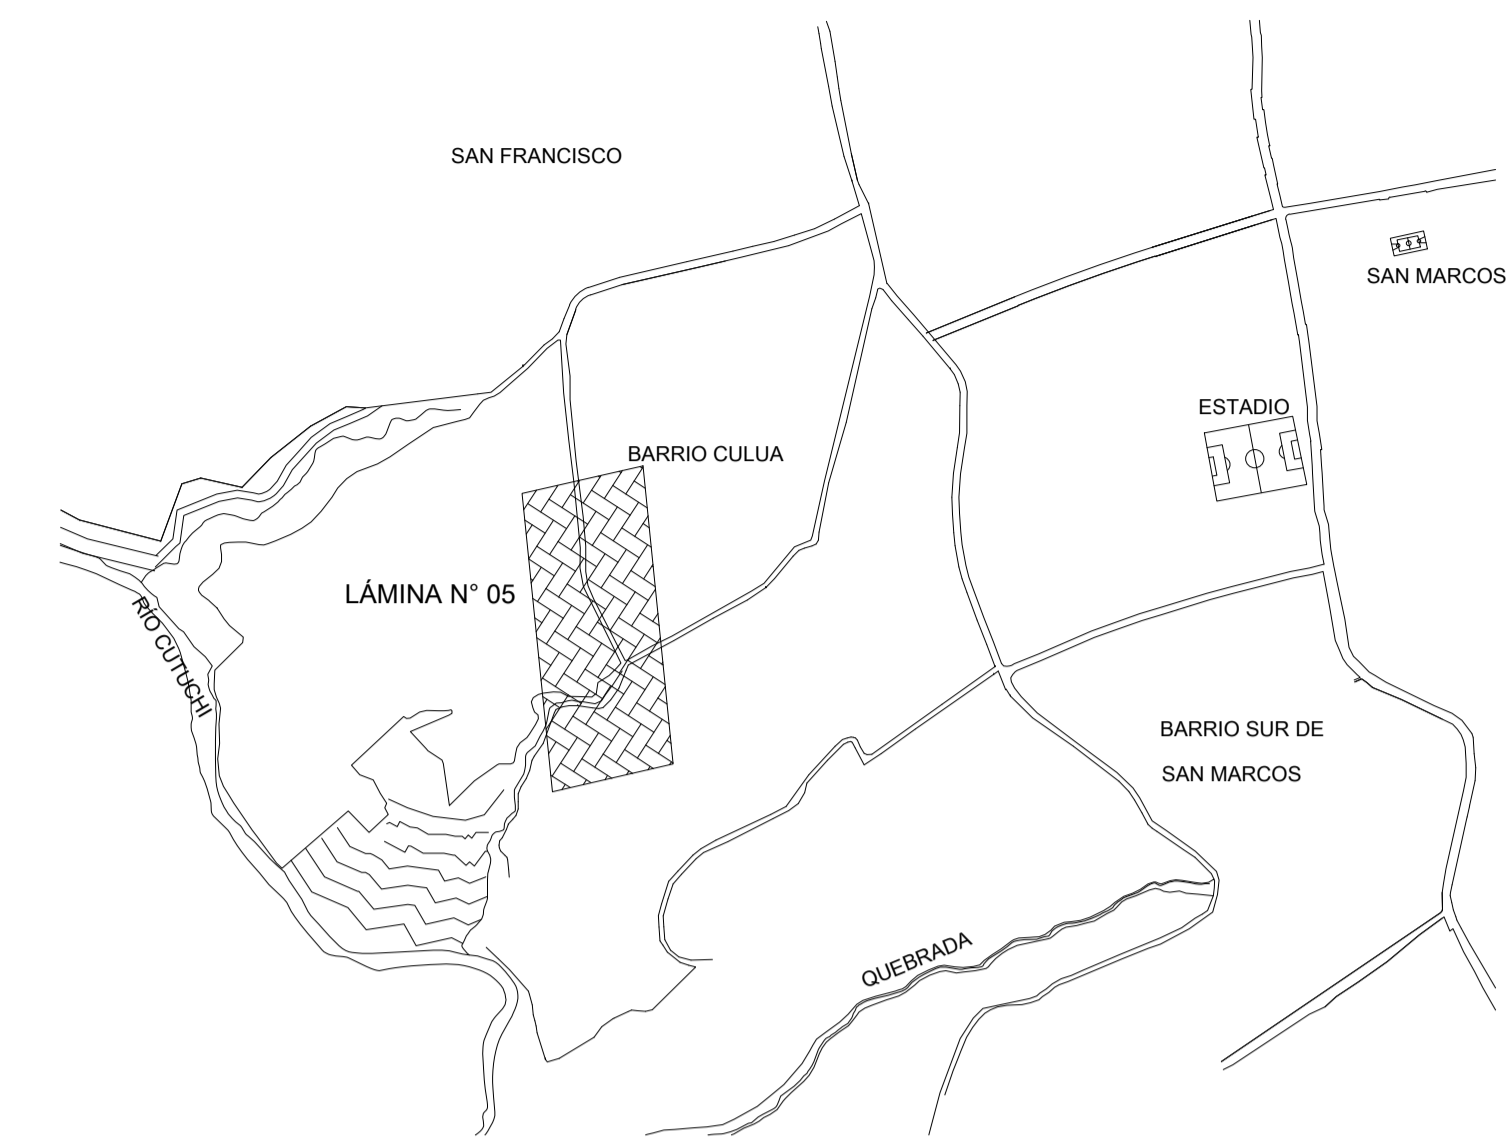 SAN FRANCISCO
SAN MARCOS
ESTADIO
BARRIO CULUA
LÁMINA N° 05
RÍO CUTUCHI
BARRIO SUR DE
SAN MARCOS
QUEBRADA